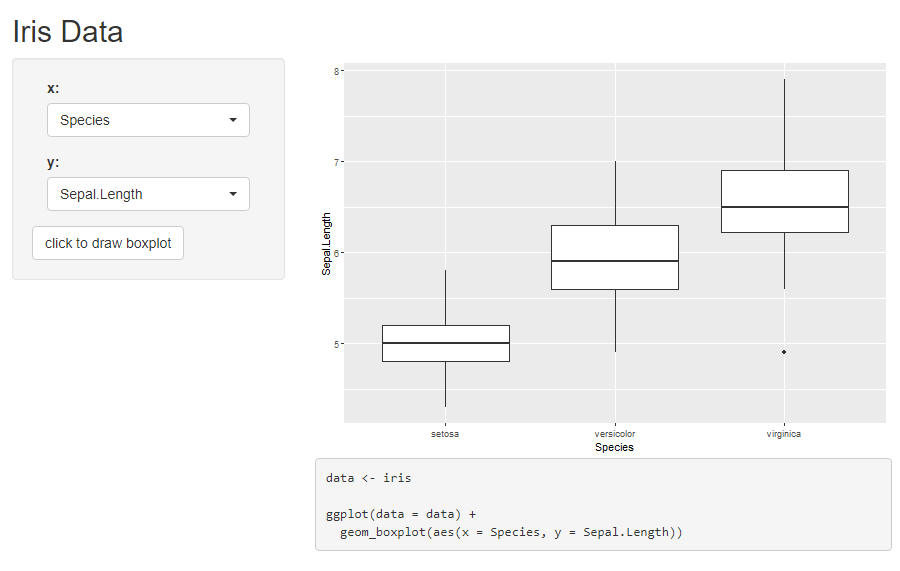 Iris Data
x:
Species
y:
Sepal.Length
click to draw boxplot
Sepal.Length
8
7
6
5
setosa
versicolor
virginica
Species
data <- iris
ggplot(data = data) +
  geom_boxplot(aes(x = Species, y = Sepal.Length))